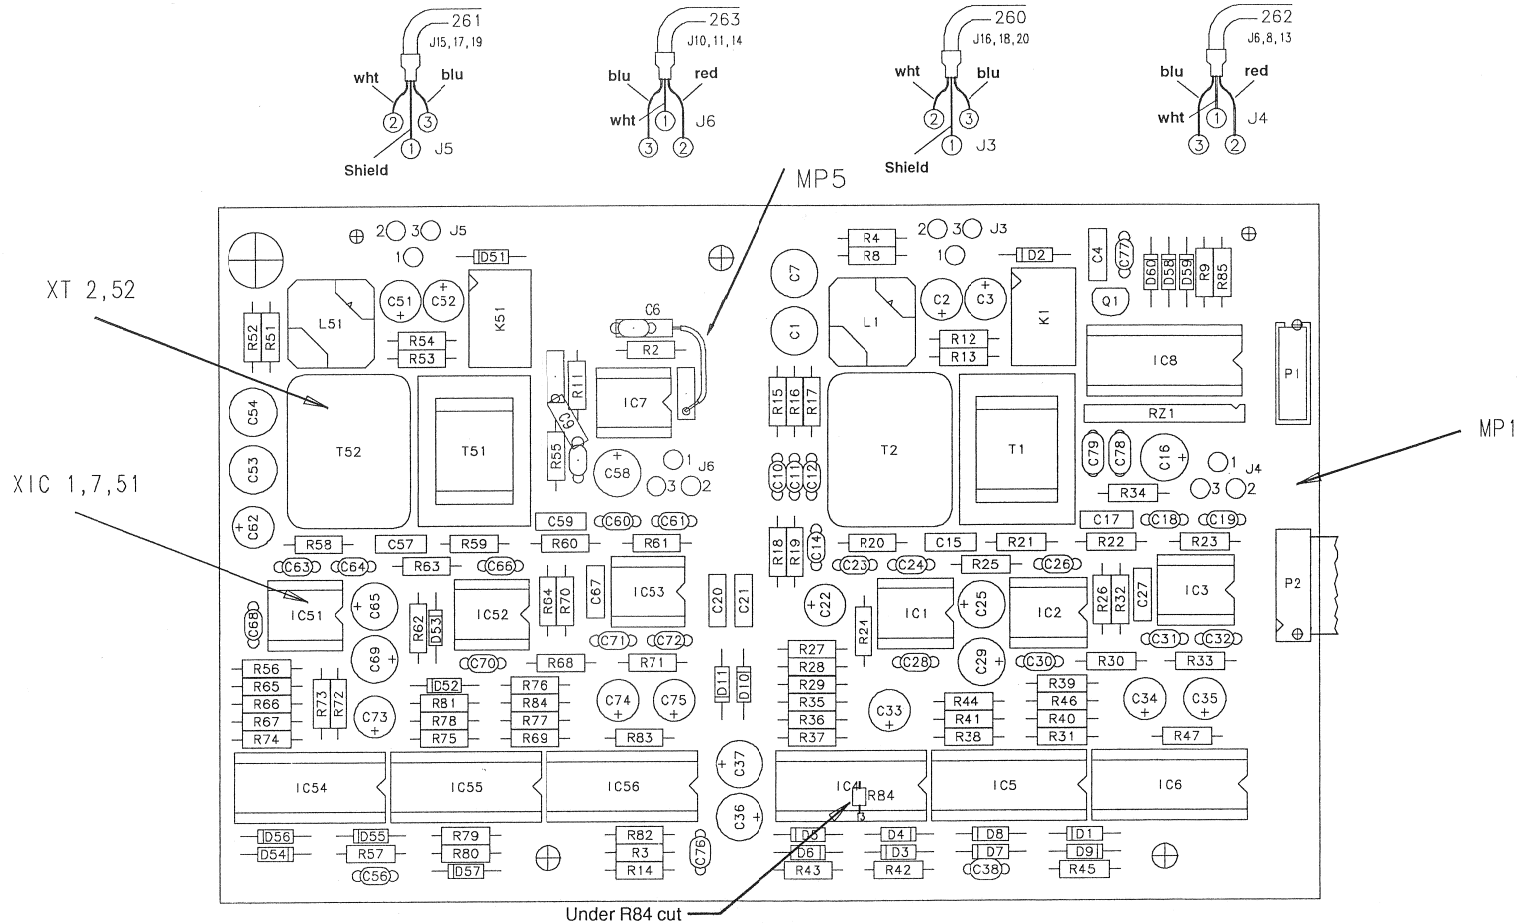 261
J15,17,19
wht
blu
2
3
1
J5
Shield
263
J10,11,14
blu
red
wht
1
J6
3
2
260
J16,18,20
wht
blu
2
3
1
J3
Shield
262
J6,8,13
blu
red
wht
1
J4
3
2
MP5
XT 2,52
XIC 1,7,51
MP1
2 3 J5
1
D51
2 3 J3
1
R4
R8
D2
C4
C77
D60
D58
D59
R9
R85
C7
Q1
L51
C51
+
+
C52
K51
C6
R2
R52
R51
R54
R53
C1
L1
C2
+
+
C3
K1
R12
R13
IC8
P1
R11
IC7
R15
R16
R17
RZ1
C54
T52
T51
C9
R55
T2
T1
C53
+
C58
1
J6
3 2
C10
C11
C12
C79
C78
C16
+
1
J4
3 2
R34
+
C62
C59
C60
C61
C17
C18
C19
R58
C57
R59
R60
R61
R18
R19
C14
R20
C15
R21
R22
R23
C63
C64
R63
C66
C23
C24
R25
C26
P2
C68
IC51
+
C65
R62
D53
IC52
R64
R70
C67
IC53
C20
C21
+
C22
R24
IC1
+
C25
IC2
R26
R32
C27
IC3
C69
+
C71
C72
C31
C32
R56
R65
R66
R67
R74
R73
R72
C70
R68
R71
R27
R28
R29
R35
R36
R37
C28
C29
+
C30
R30
R33
C73
+
D52
R81
R78
R75
R76
R84
R77
R69
C74
+
C75
+
D11
D10
C33
+
R44
R41
R38
R39
R46
R40
R31
C34
+
C35
+
R83
R47
IC54
IC55
IC56
+
C37
IC4
R84
3
IC5
IC6
C36
+
D56
D54
D55
R57
C56
R79
R80
D57
R82
R3
R14
C76
D5
D6
R43
D4
D3
R42
D8
D7
C38
D1
D9
R45
Under R84 cut